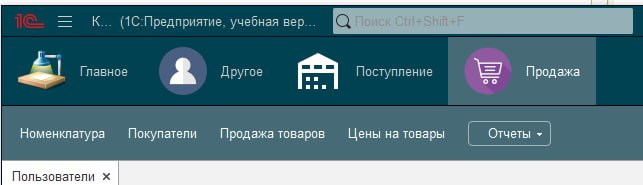 1С К... (1С:Предприятие, учебная вер... Поиск Ctrl+Shift+F
Главное Другое Поступление Продажа
Номенклатура Покупатели Продажа товаров Цены на товары Отчеты
Пользователи ×